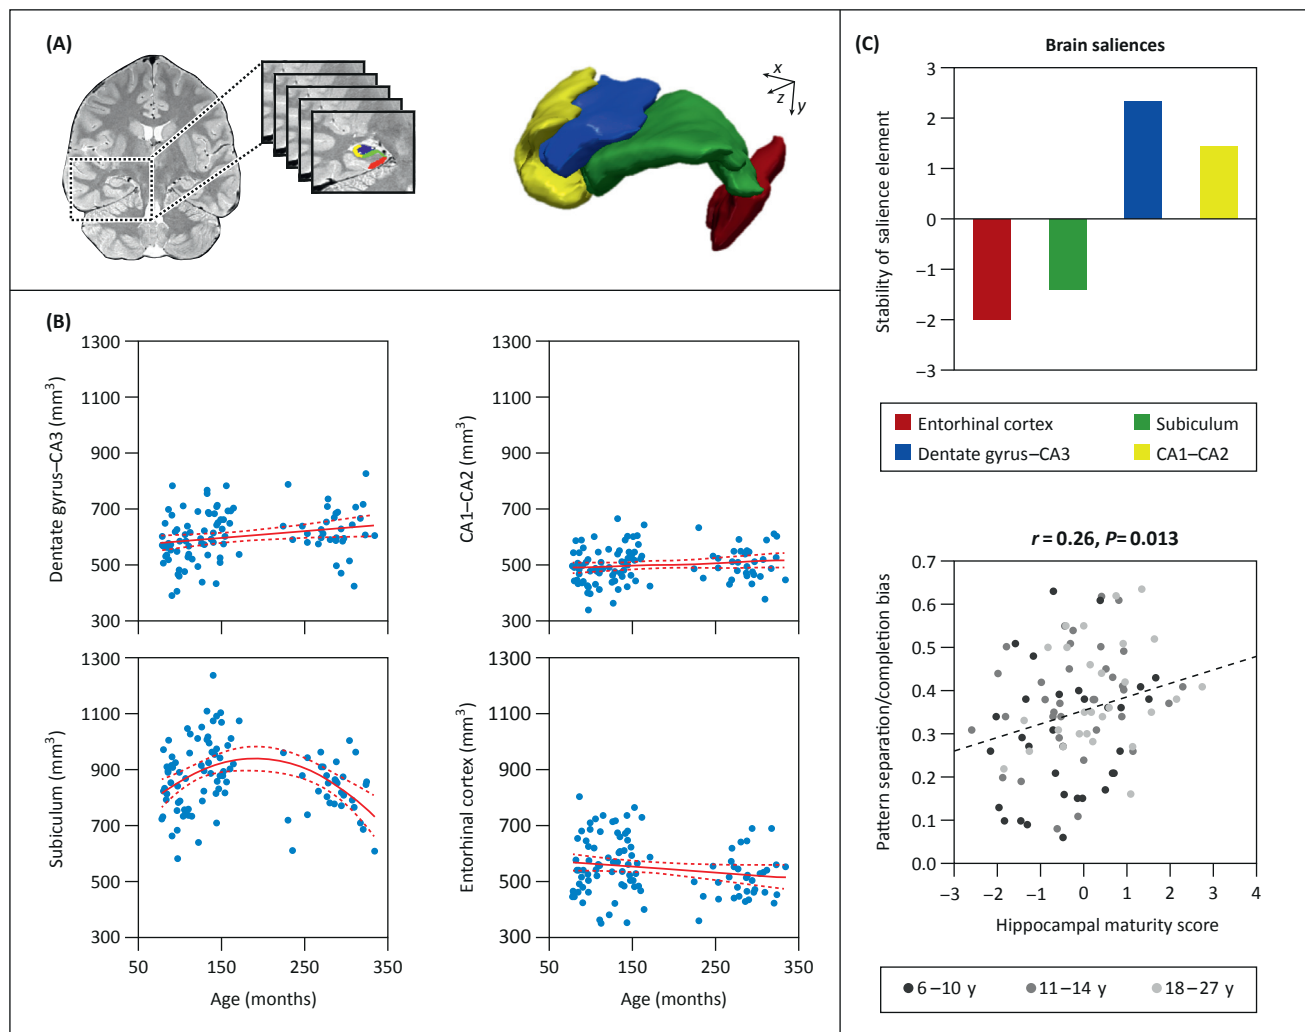 (A)
x
z
y
(B)
1300
1100
900
700
500
300
Dentate gyrus–CA3 (mm³)
1300
1100
900
700
500
300
CA1–CA2 (mm³)
1300
1100
900
700
500
300
Subiculum (mm³)
50
150
250
350
Age (months)
1300
1100
900
700
500
300
Entorhinal cortex (mm³)
50
150
250
350
Age (months)
(C)
Brain saliences
3
2
1
0
–1
–2
–3
Stability of salience element
Entorhinal cortex
Subiculum
Dentate gyrus–CA3
CA1–CA2
r = 0.26, P = 0.013
0.7
0.6
0.5
0.4
0.3
0.2
0.1
0.0
Pattern separation/completion bias
–3
–2
–1
0
1
2
3
4
Hippocampal maturity score
6–10 y
11–14 y
18–27 y